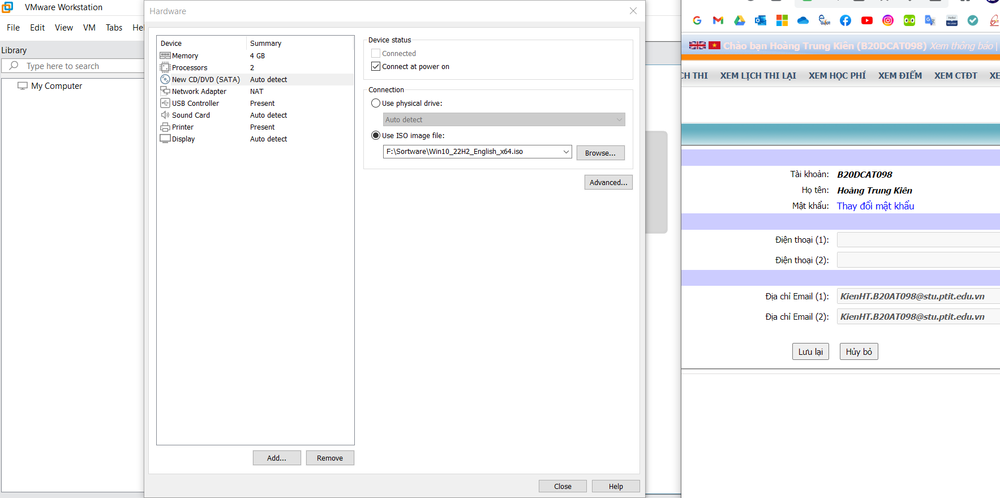 VMware Workstation
File Edit View VM Tabs Hel
Library
Type here to search
My Computer
Hardware
Device Summary
Memory 4 GB
Processors 2
New CD/DVD (SATA) Auto detect
Network Adapter NAT
USB Controller Present
Sound Card Auto detect
Printer Present
Display Auto detect
Add... Remove
Device status
Connected
Connect at power on
Connection
Use physical drive:
Auto detect
Use ISO image file:
F:\Sortware\Win10_22H2_English_x64.iso
Browse...
Advanced...
Close Help
Chào bạn Hoàng Trung Kiên (B20DCAT098) Xem thông báo |
CH THI XEM LỊCH THI LẠI XEM HỌC PHÍ XEM ĐIỂM XEM CTĐT XE
Tài khoản: B20DCAT098
Họ tên: Hoàng Trung Kiên
Mật khẩu: Thay đổi mật khẩu
Điện thoại (1):
Điện thoại (2):
Địa chỉ Email (1): KienHT.B20AT098@stu.ptit.edu.vn
Địa chỉ Email (2): KienHT.B20AT098@stu.ptit.edu.vn
Lưu lại Hủy bỏ